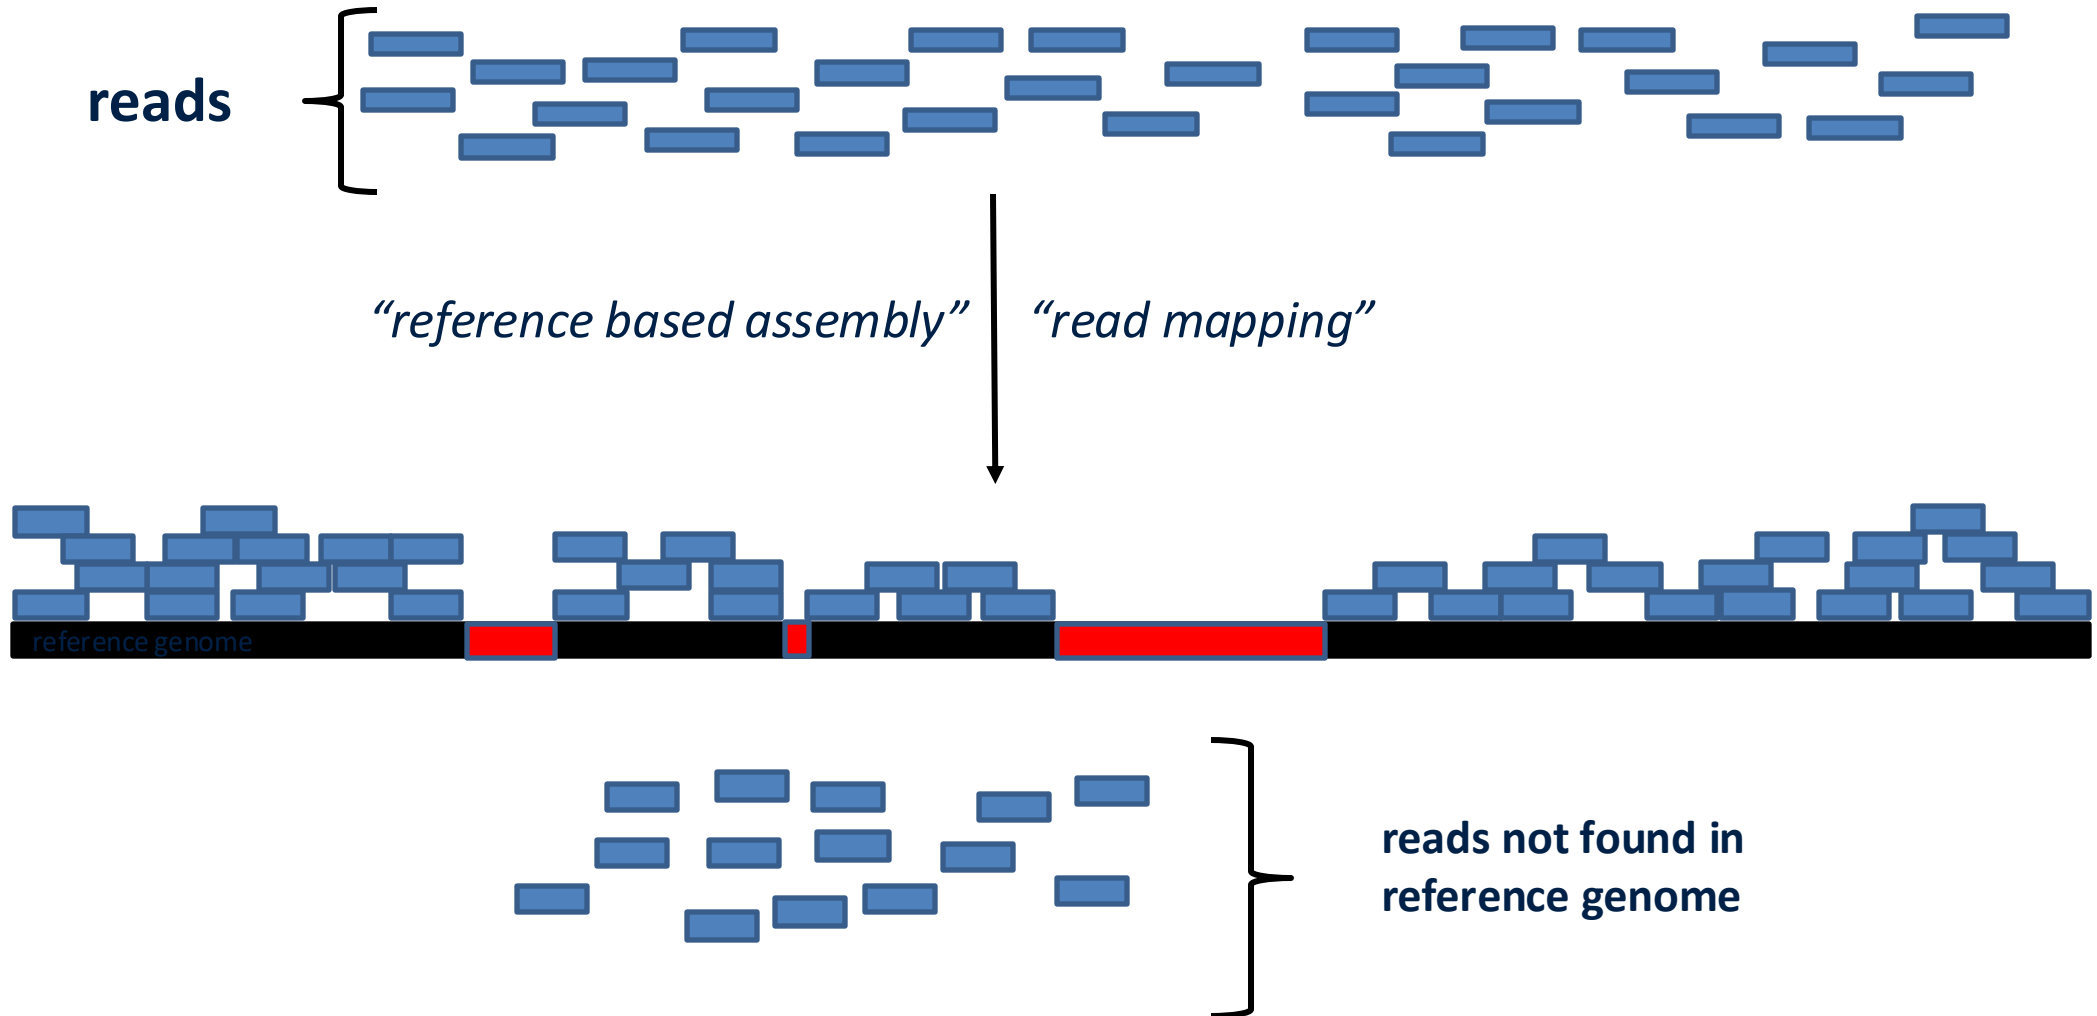 reads
“reference based assembly” “read mapping”
reference genome
reads not found in
reference genome